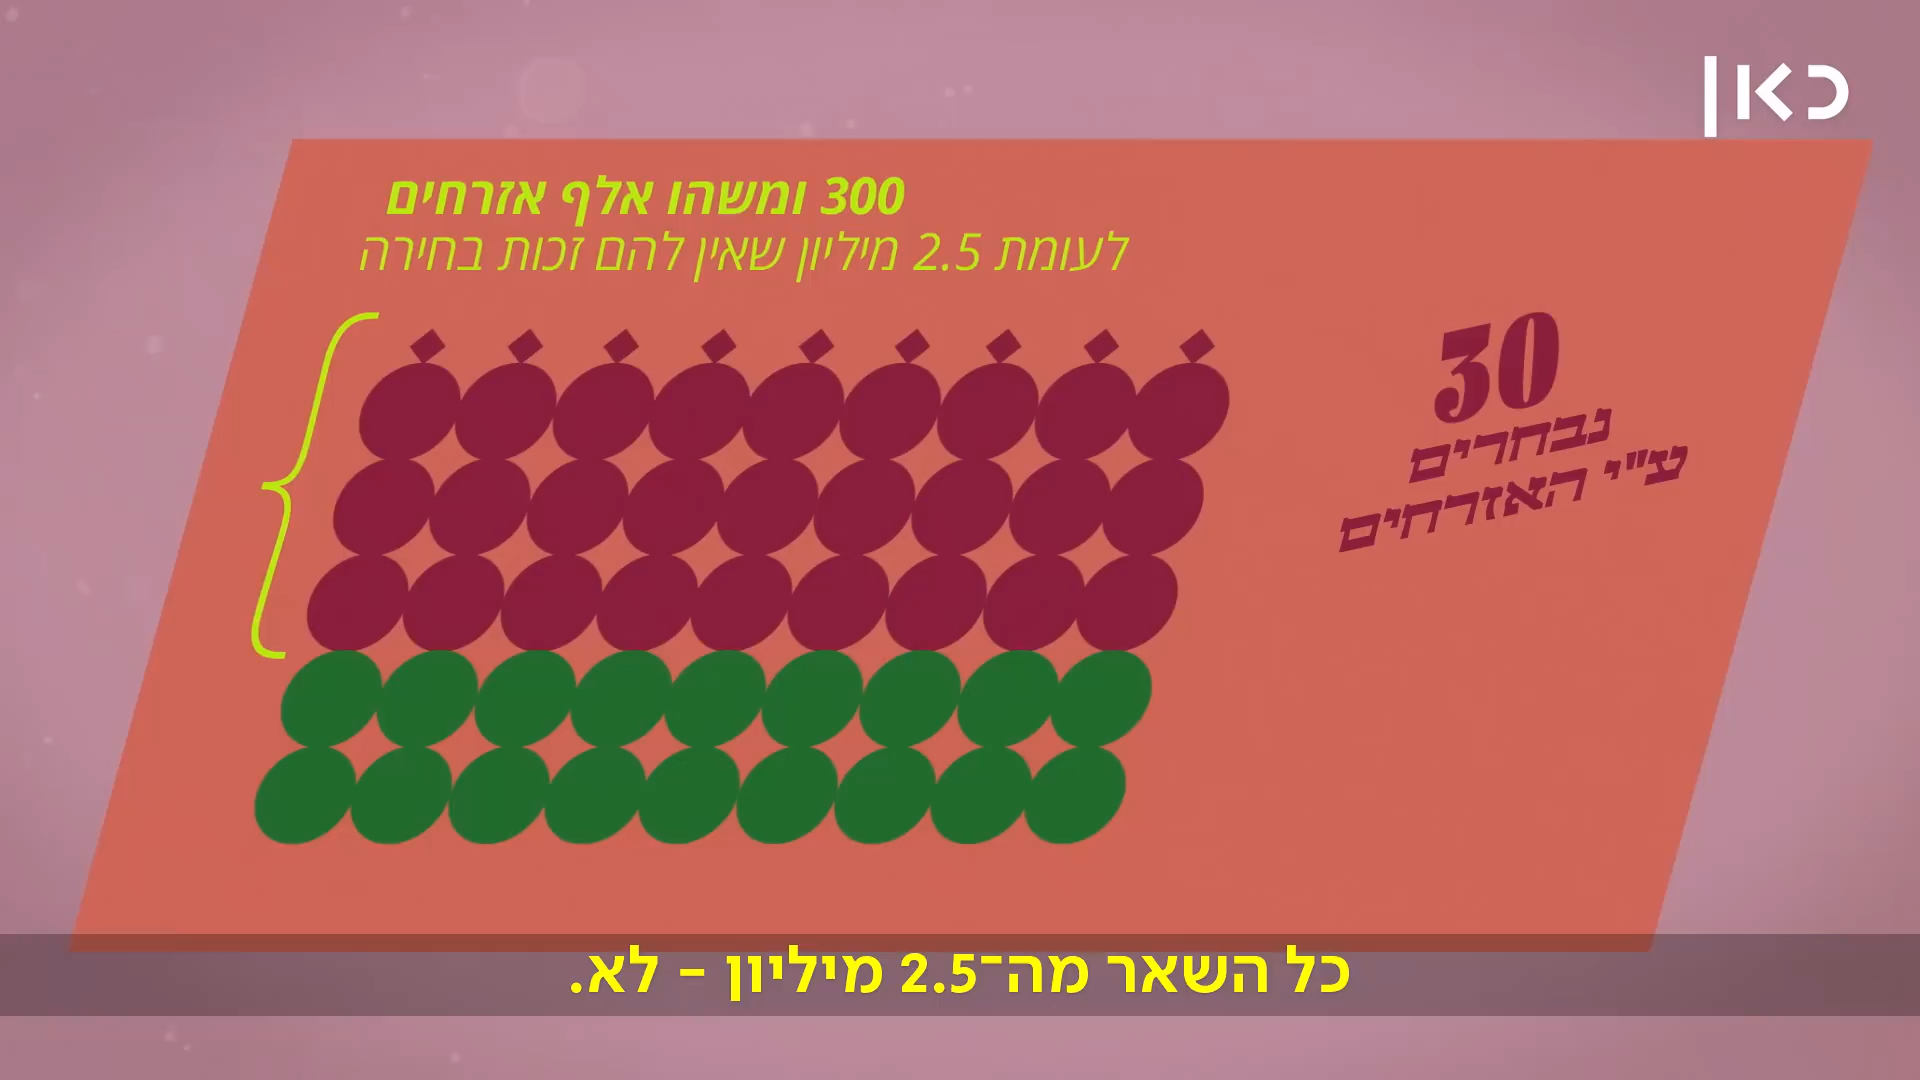 כאן
300 ומשהו אלף אזרחים
לעומת 2.5 מיליון שאין להם זכות בחירה
30
נבחרים
ע"י האזרחים
כל השאר מה־2.5 מיליון - לא.